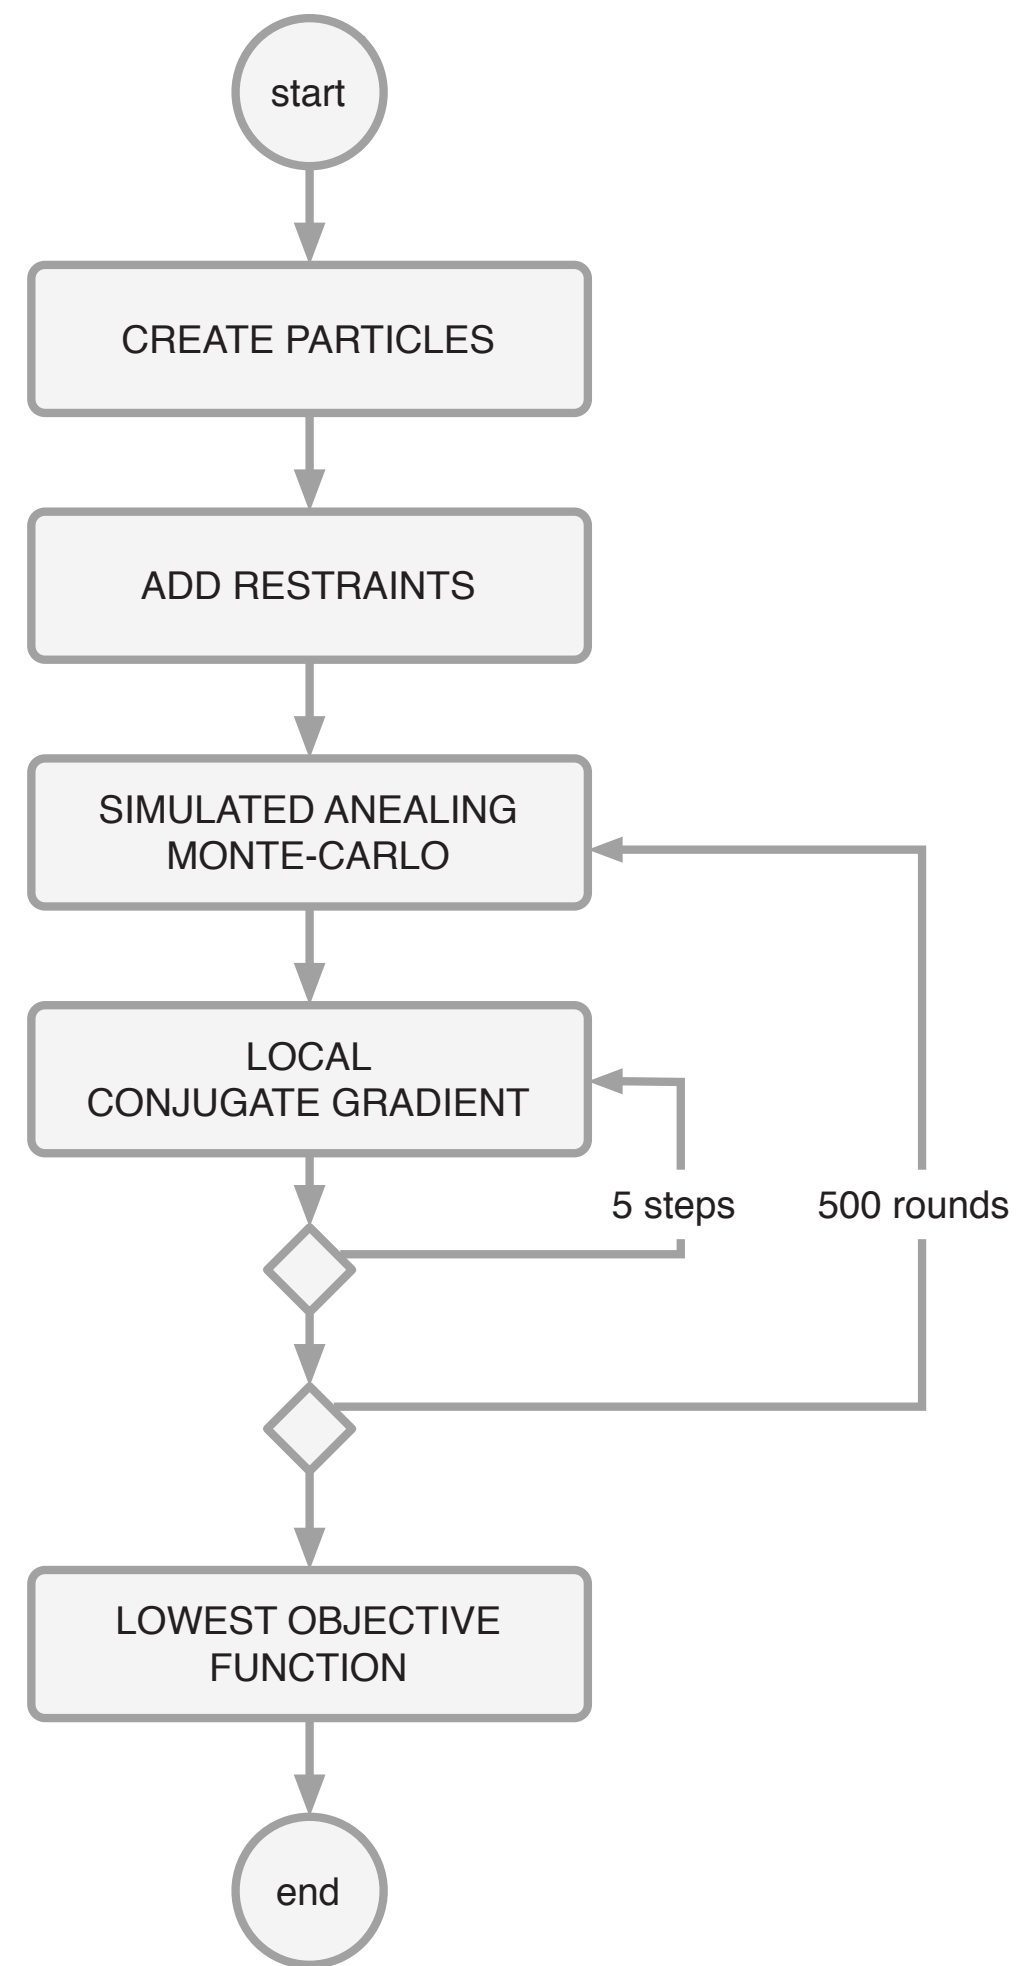 start
CREATE PARTICLES
ADD RESTRAINTS
SIMULATED ANEALING
MONTE-CARLO
LOCAL
CONJUGATE GRADIENT
5 steps
500 rounds
LOWEST OBJECTIVE
FUNCTION
end